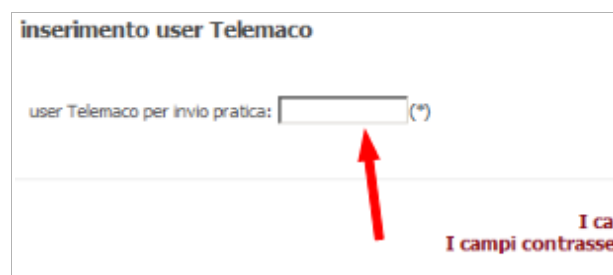 inserimento user Telemaco
user Telemaco per invio pratica: (*)
I ca
I campi contrasse